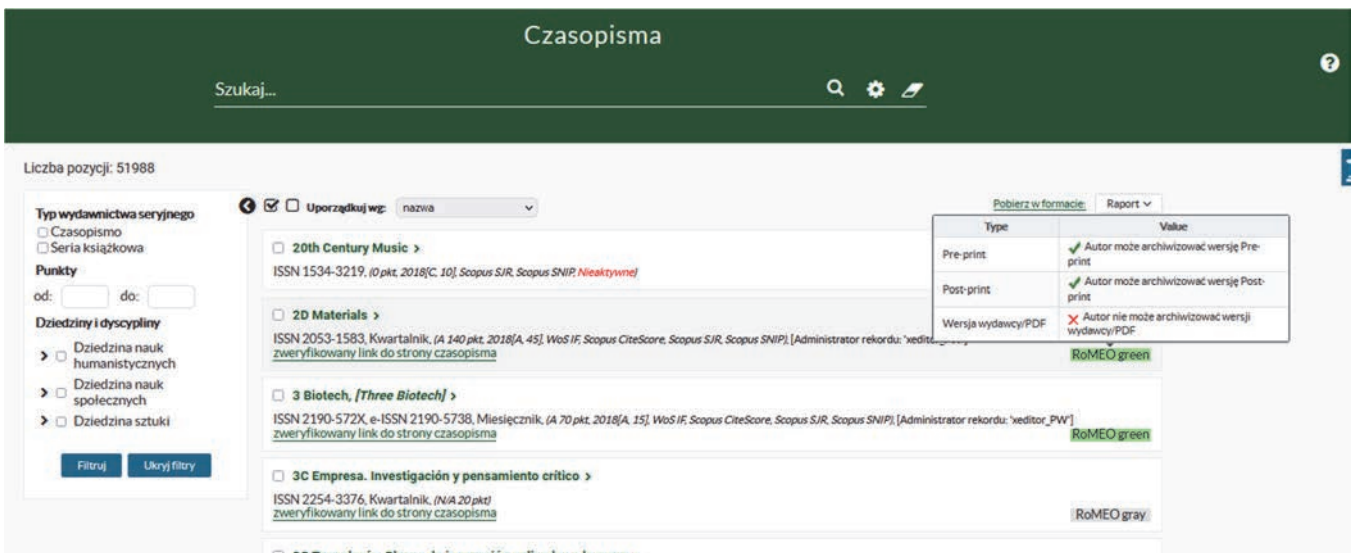 Czasopisma
Szukaj...
Liczba pozycji: 51988
Typ wydawnictwa seryjnego
Czasopismo
Seria książkowa
Punkty
od: do:
Dziedziny i dyscypliny
Dziedzina nauk
humanistycznych
Dziedzina nauk
społecznych
Dziedzina sztuki
Filtruj Ukryj filtry
Uporządkuj wg: nazwa
Pobierz w formacie: Raport
Type Value
Pre-print Autor może archiwizować wersję Pre-
print
Post-print Autor może archiwizować wersję Post-
print
Wersja wydawcy/PDF Autor nie może archiwizować wersji
wydawcy/PDF
20th Century Music >
ISSN 1534-3219, (0 pkt, 2018[C, 10], Scopus SJR, Scopus SNIP, Nieaktywne)
2D Materials >
ISSN 2053-1583, Kwartalnik, (A 140 pkt, 2018[A, 45], WoS IF, Scopus CiteScore, Scopus SJR, Scopus SNIP), [Administrator rekordu: 'xeditor_PW']
zweryfikowany link do strony czasopisma
RoMEO green
3 Biotech, [Three Biotech] >
ISSN 2190-572X, e-ISSN 2190-5738, Miesięcznik, (A 70 pkt, 2018[A, 15], WoS IF, Scopus CiteScore, Scopus SJR, Scopus SNIP), [Administrator rekordu: 'xeditor_PW']
zweryfikowany link do strony czasopisma
RoMEO green
3C Empresa. Investigación y pensamiento crítico >
ISSN 2254-3376, Kwartalnik, (N/A 20 pkt)
zweryfikowany link do strony czasopisma
RoMEO gray